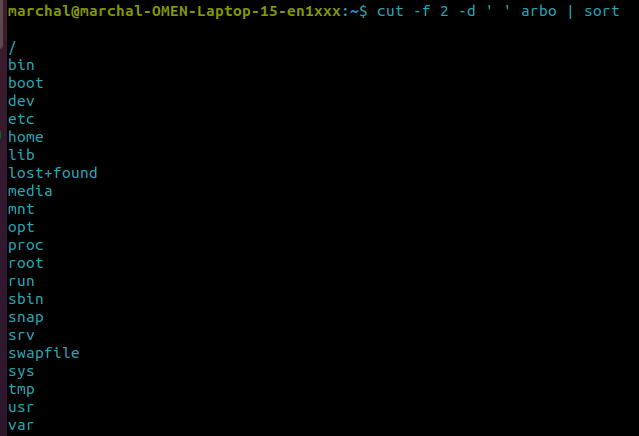 marchal@marchal-OMEN-Laptop-15-en1xxx:~$ cut -f 2 -d ' ' arbo | sort
/
bin
boot
dev
etc
home
lib
lost+found
media
mnt
opt
proc
root
run
sbin
snap
srv
swapfile
sys
tmp
usr
var